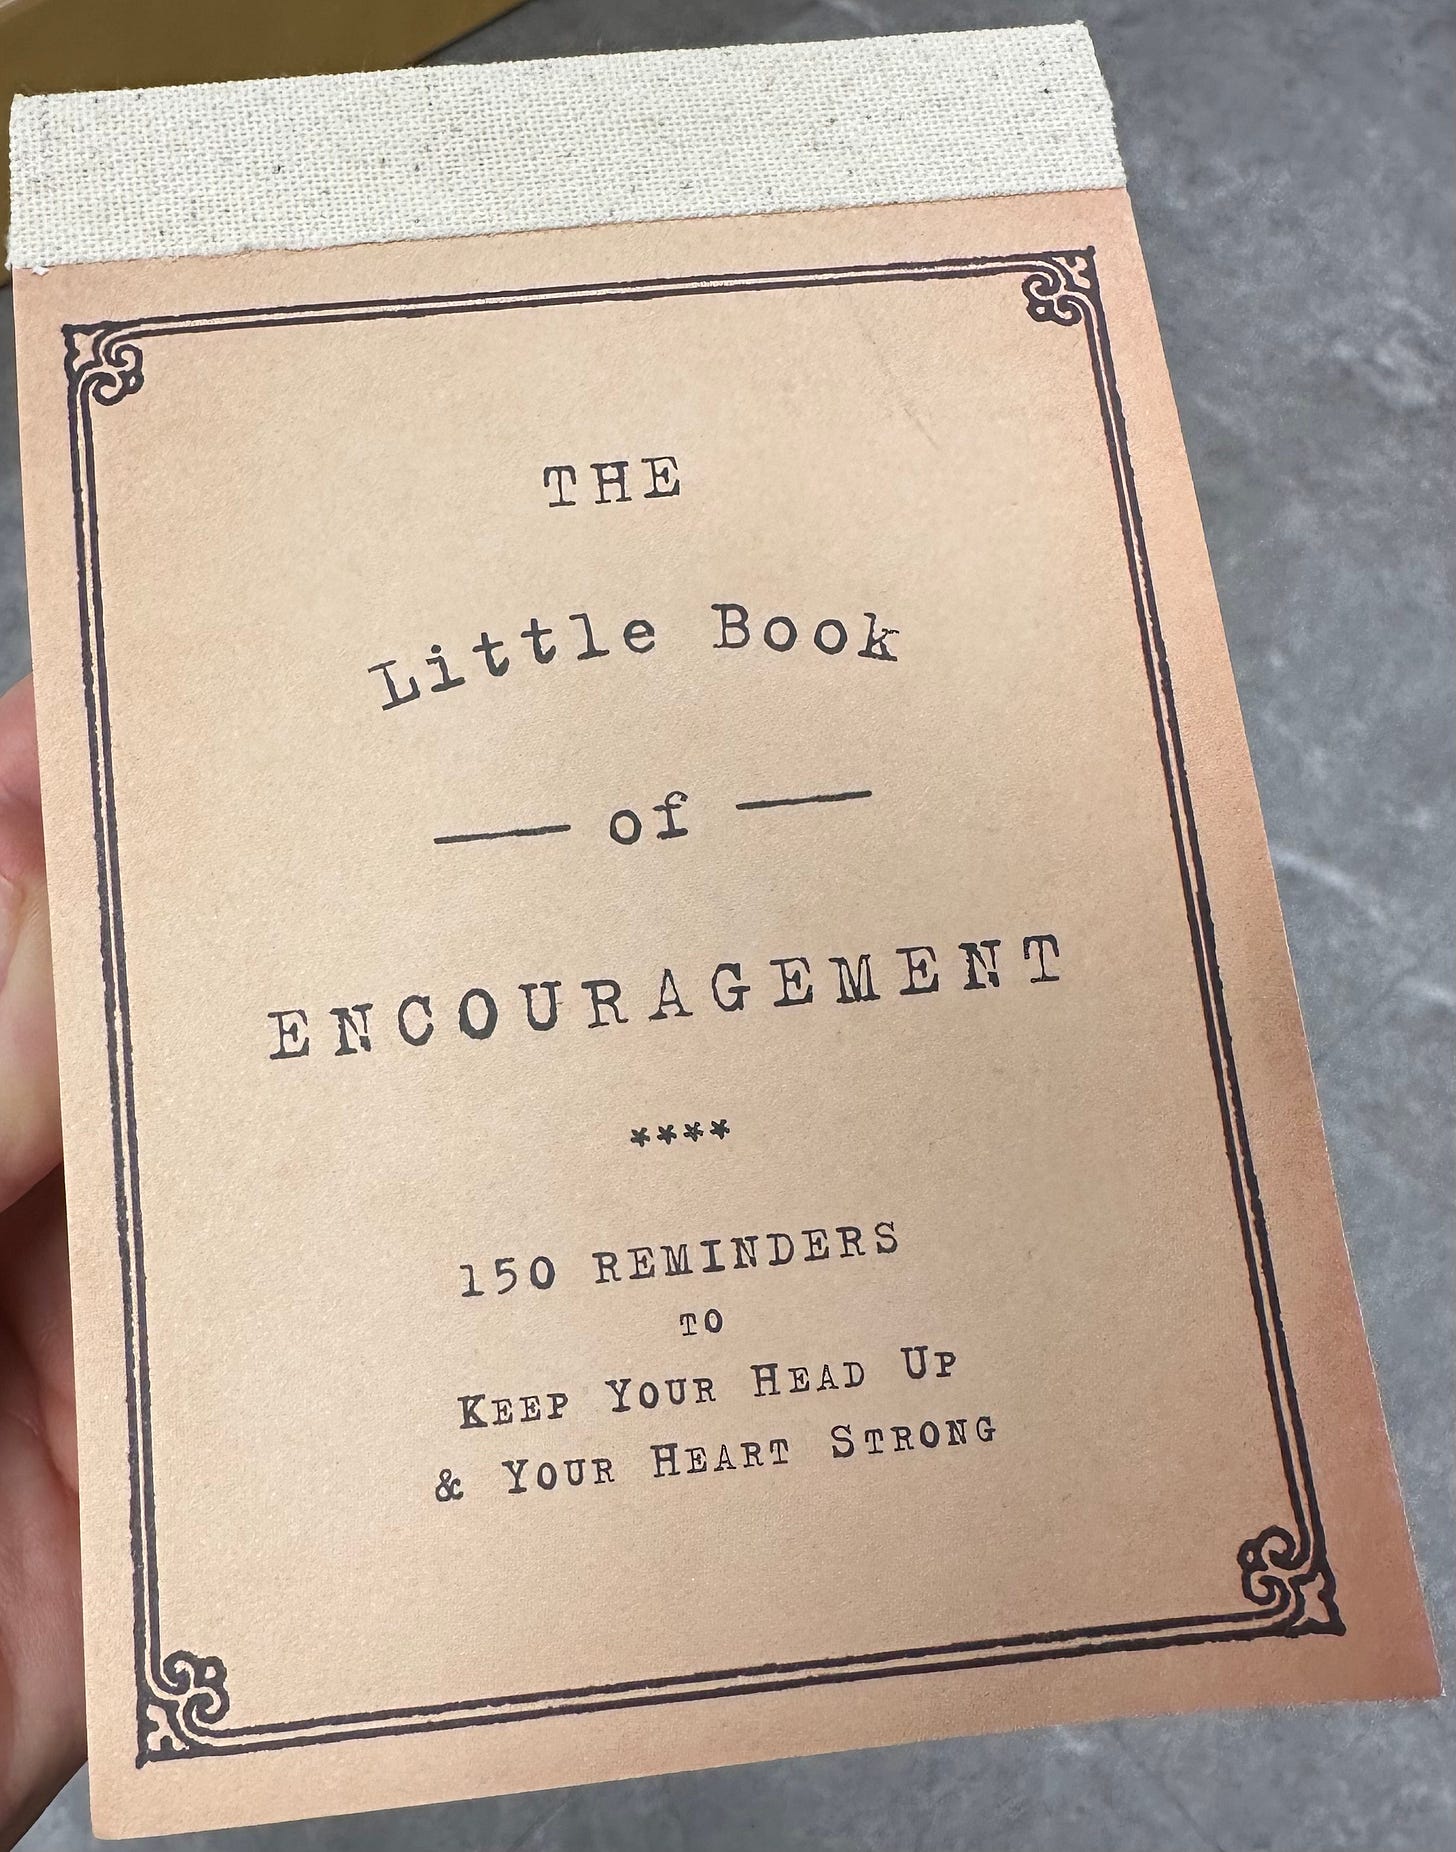 THE
Little Book
— of —
ENCOURAGEMENT
****
150 REMINDERS
TO
KEEP YOUR HEAD UP
& YOUR HEART STRONG